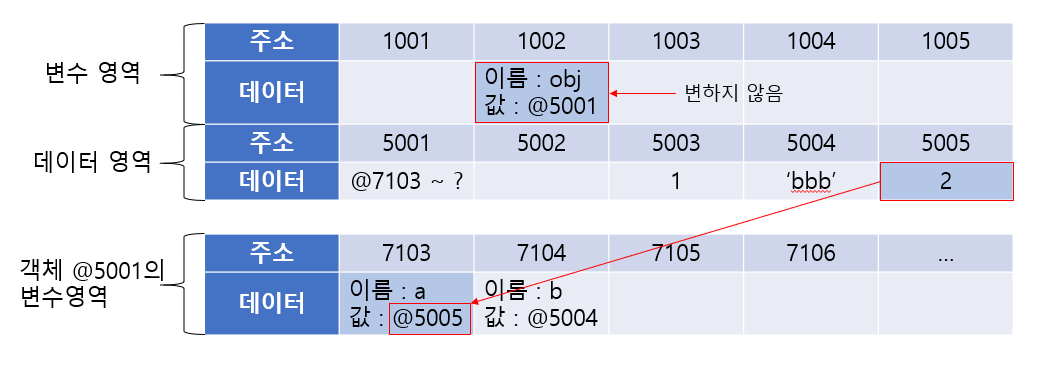 변수 영역
주소 1001 1002 1003 1004 1005
데이터
이름 : obj
값 : @5001
변하지 않음
데이터 영역
주소 5001 5002 5003 5004 5005
데이터 @7103 ~ ? 1 ‘bbb’ 2
객체 @5001의
변수영역
주소 7103 7104 7105 7106 ...
데이터
이름 : a 이름 : b
값 : @5005 값 : @5004